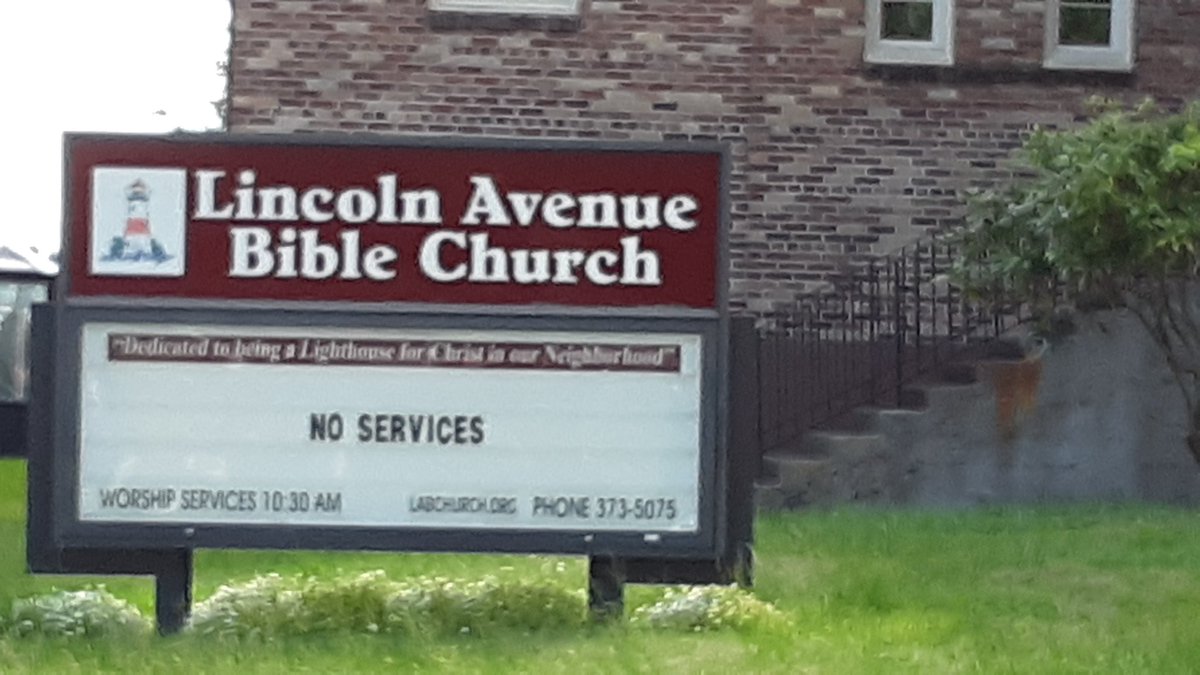 Lincoln Avenue
Bible Church
"Dedicated to being a Lighthouse for Christ in our Neighborhood"
NO SERVICES
WORSHIP SERVICES 10:30 AM LABCHURCH.ORG PHONE 373-5075